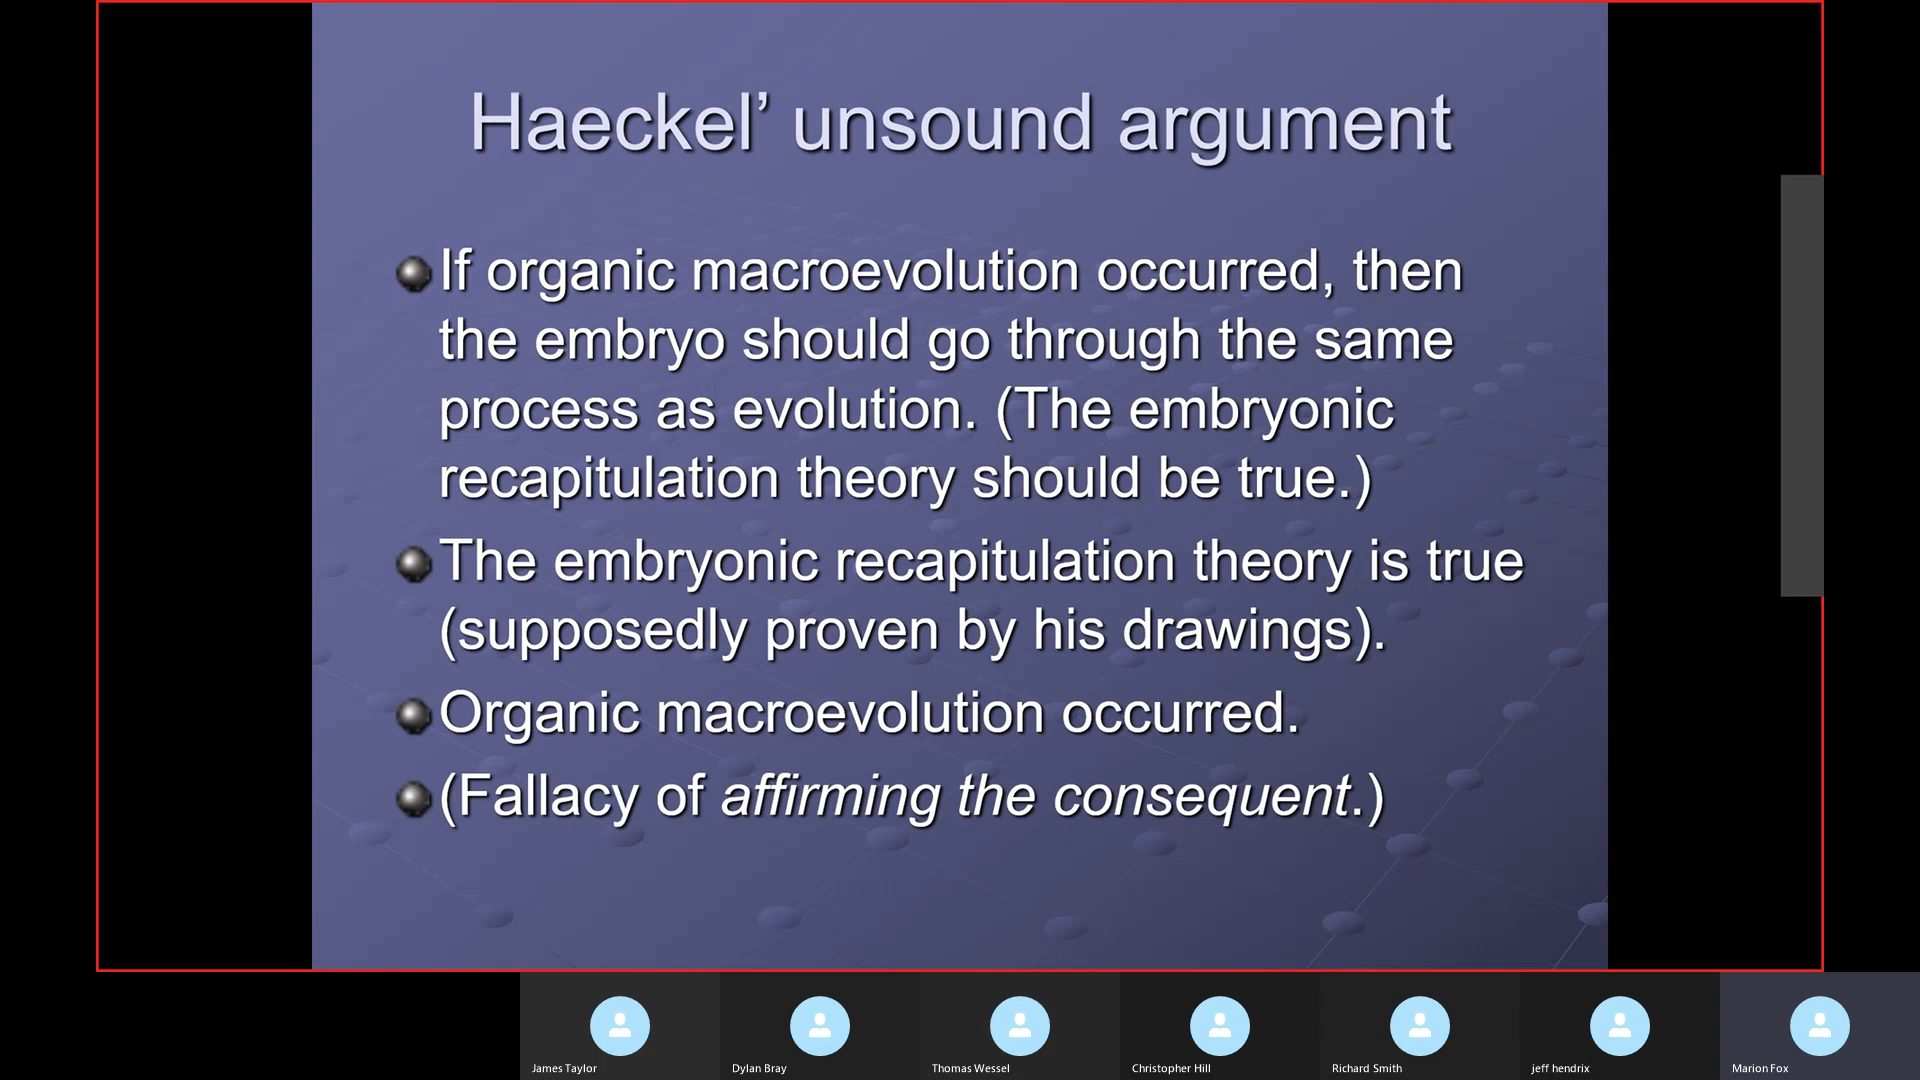 Haeckel’ unsound argument
If organic macroevolution occurred, then
the embryo should go through the same
process as evolution. (The embryonic
recapitulation theory should be true.)
The embryonic recapitulation theory is true
(supposedly proven by his drawings).
Organic macroevolution occurred.
(Fallacy of affirming the consequent.)
James Taylor
Dylan Bray
Thomas Wessel
Christopher Hill
Richard Smith
jeff hendrix
Marion Fox